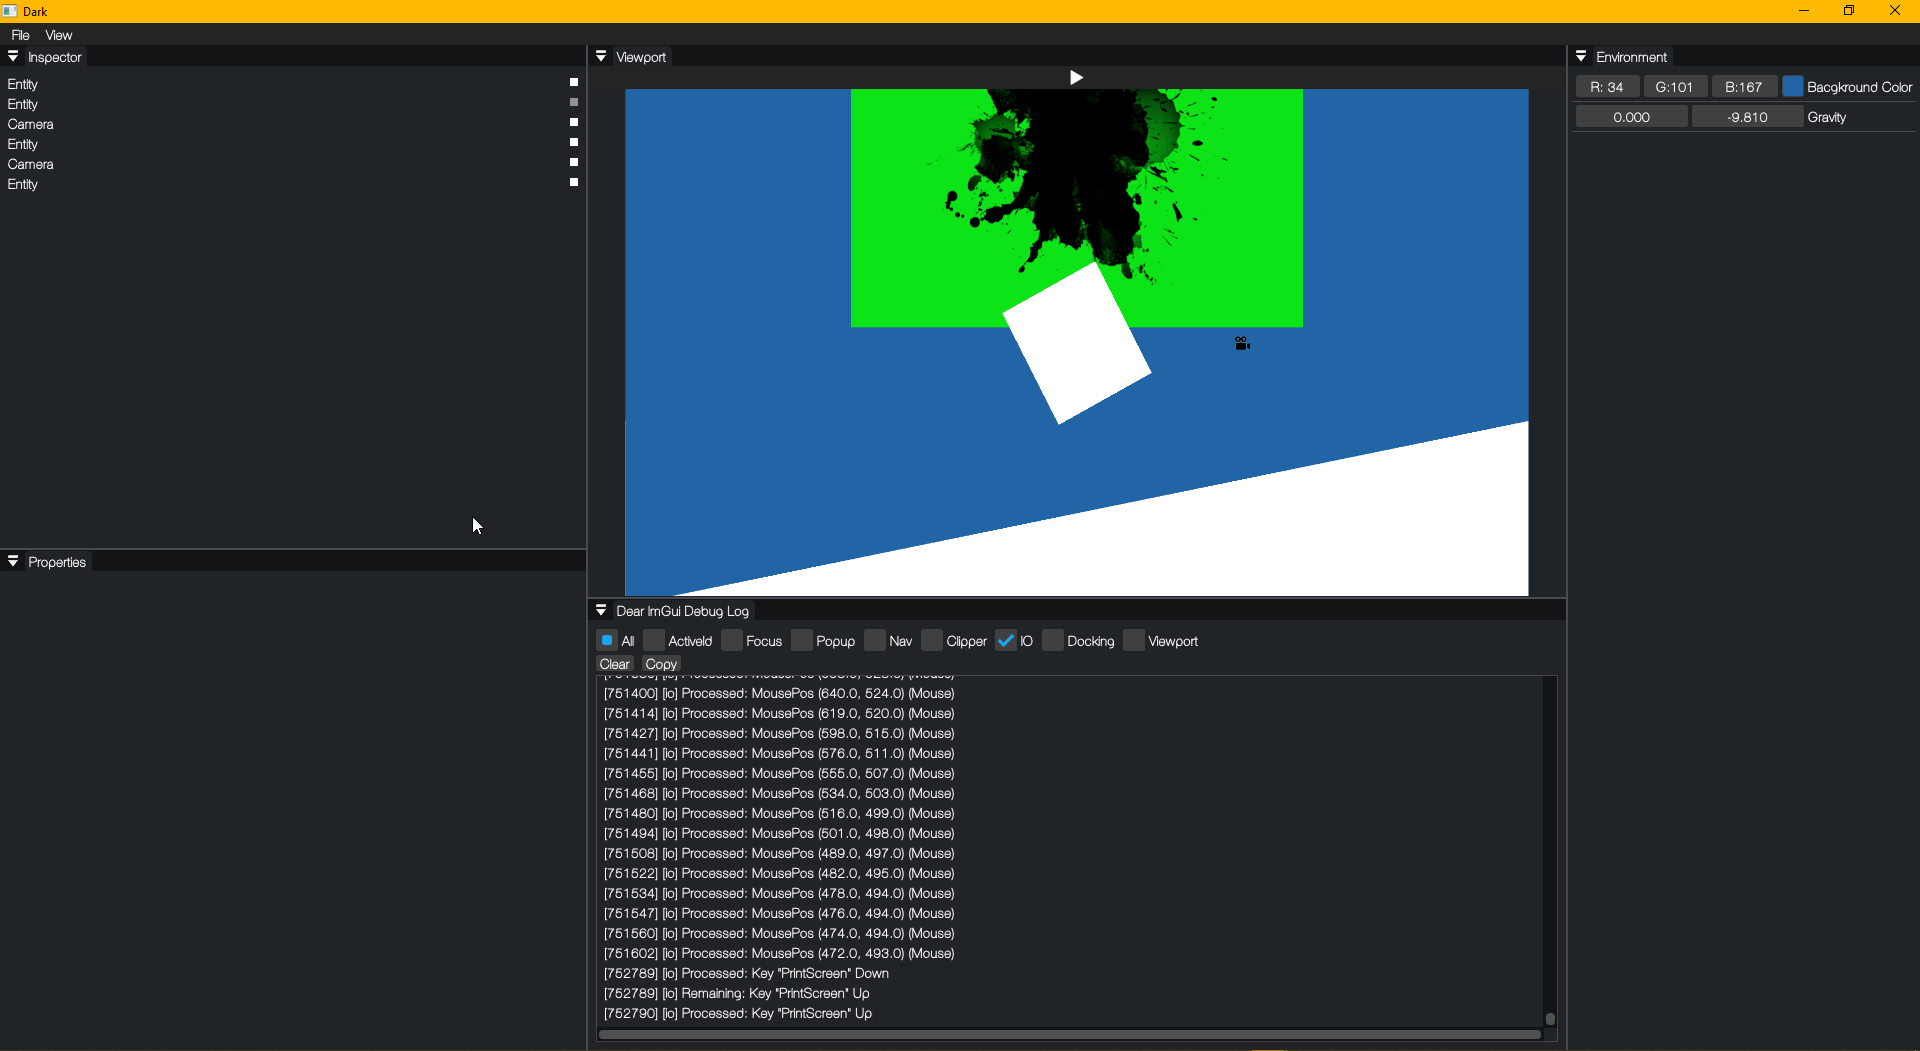 Dark
File View
Inspector
Entity
Entity
Camera
Entity
Camera
Entity
Properties
Viewport
Dear ImGui Debug Log
All ActiveId Focus Popup Nav Clipper IO Docking Viewport
Clear Copy
[751400] [io] Processed: MousePos (640.0, 524.0) (Mouse)
[751414] [io] Processed: MousePos (619.0, 520.0) (Mouse)
[751427] [io] Processed: MousePos (598.0, 515.0) (Mouse)
[751441] [io] Processed: MousePos (576.0, 511.0) (Mouse)
[751455] [io] Processed: MousePos (555.0, 507.0) (Mouse)
[751468] [io] Processed: MousePos (534.0, 503.0) (Mouse)
[751480] [io] Processed: MousePos (516.0, 499.0) (Mouse)
[751494] [io] Processed: MousePos (501.0, 498.0) (Mouse)
[751508] [io] Processed: MousePos (489.0, 497.0) (Mouse)
[751522] [io] Processed: MousePos (482.0, 495.0) (Mouse)
[751534] [io] Processed: MousePos (478.0, 494.0) (Mouse)
[751547] [io] Processed: MousePos (476.0, 494.0) (Mouse)
[751560] [io] Processed: MousePos (474.0, 494.0) (Mouse)
[751602] [io] Processed: MousePos (472.0, 493.0) (Mouse)
[752789] [io] Processed: Key "PrintScreen" Down
[752789] [io] Remaining: Key "PrintScreen" Up
[752790] [io] Processed: Key "PrintScreen" Up
Environment
R: 34 G:101 B:167 Bacgkround Color
0.000 -9.810 Gravity